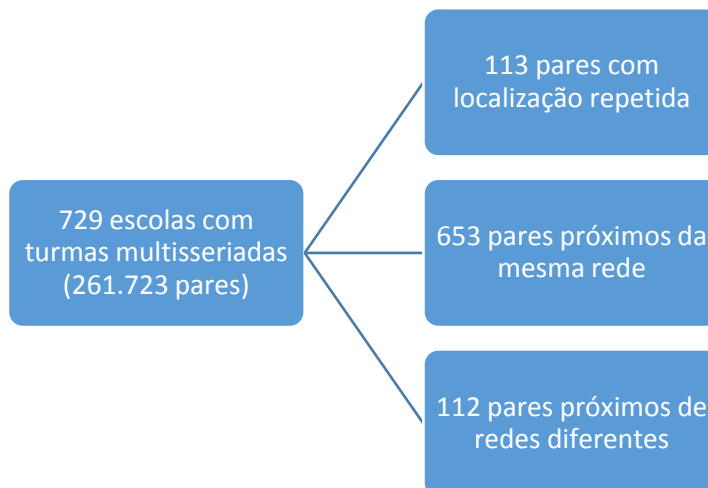 729 escolas com
turmas multisseriadas
(261.723 pares)
113 pares com
localização repetida
653 pares próximos da
mesma rede
112 pares próximos de
redes diferentes